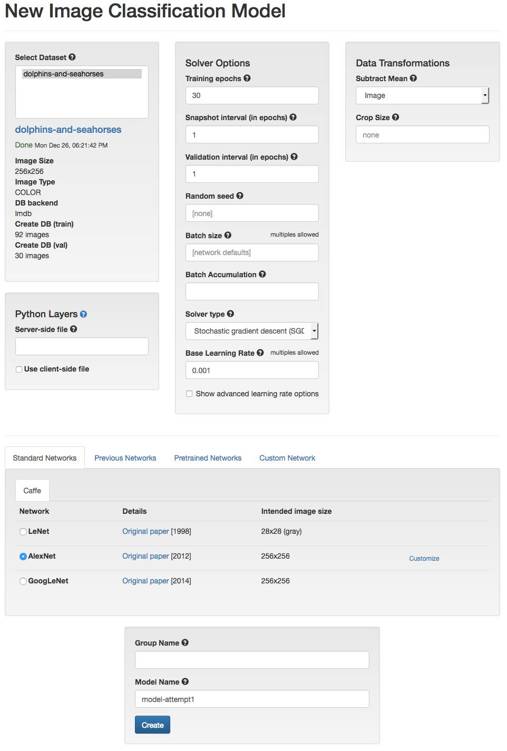 New Image Classification Model
Select Dataset
dolphins-and-seahorses
dolphins-and-seahorses
Done Mon Dec 26, 06:21:42 PM
Image Size
256x256
Image Type
COLOR
DB backend
lmdb
Create DB (train)
92 images
Create DB (val)
30 images
Python Layers
Server-side file
Use client-side file
Solver Options
Training epochs
30
Snapshot interval (in epochs)
1
Validation interval (in epochs)
1
Random seed
[none]
Batch size multiples allowed
[network defaults]
Batch Accumulation
Solver type
Stochastic gradient descent (SGD
Base Learning Rate multiples allowed
0.001
Show advanced learning rate options
Data Transformations
Subtract Mean
Image
Crop Size
none
Standard Networks Previous Networks Pretrained Networks Custom Network
Caffe
Network Details Intended image size
LeNet Original paper [1998] 28x28 (gray)
AlexNet Original paper [2012] 256x256 Customize
GoogLeNet Original paper [2014] 256x256
Group Name
Model Name
model-attempt1
Create